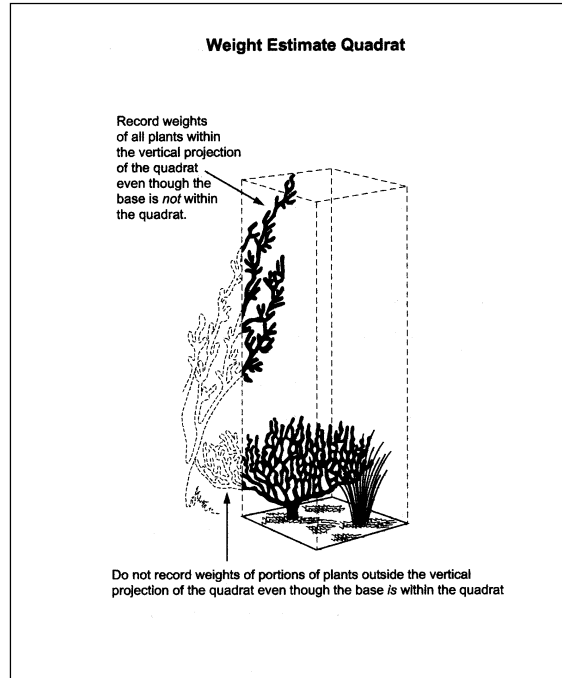 Weight Estimate Quadrat
Record weights
of all plants within
the vertical projection
of the quadrat
even though the
base is not within
the quadrat.
Do not record weights of portions of plants outside the vertical
projection of the quadrat even though the base is within the quadrat